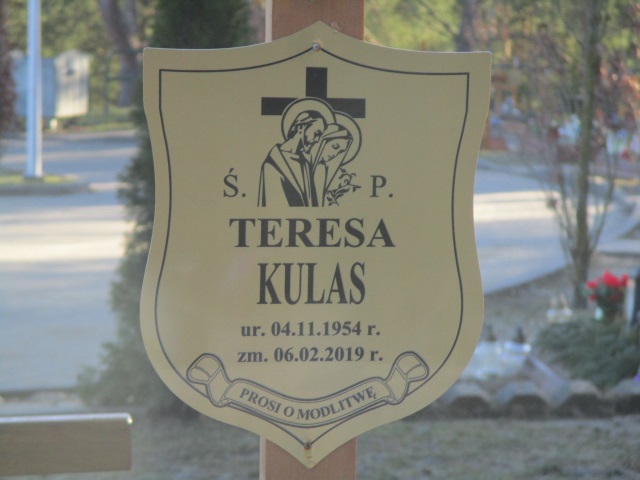 Ś. P.
TERESA
KULAS
ur. 04.11.1954 r.
zm. 06.02.2019 r.
PROSI O MODLITWĘ